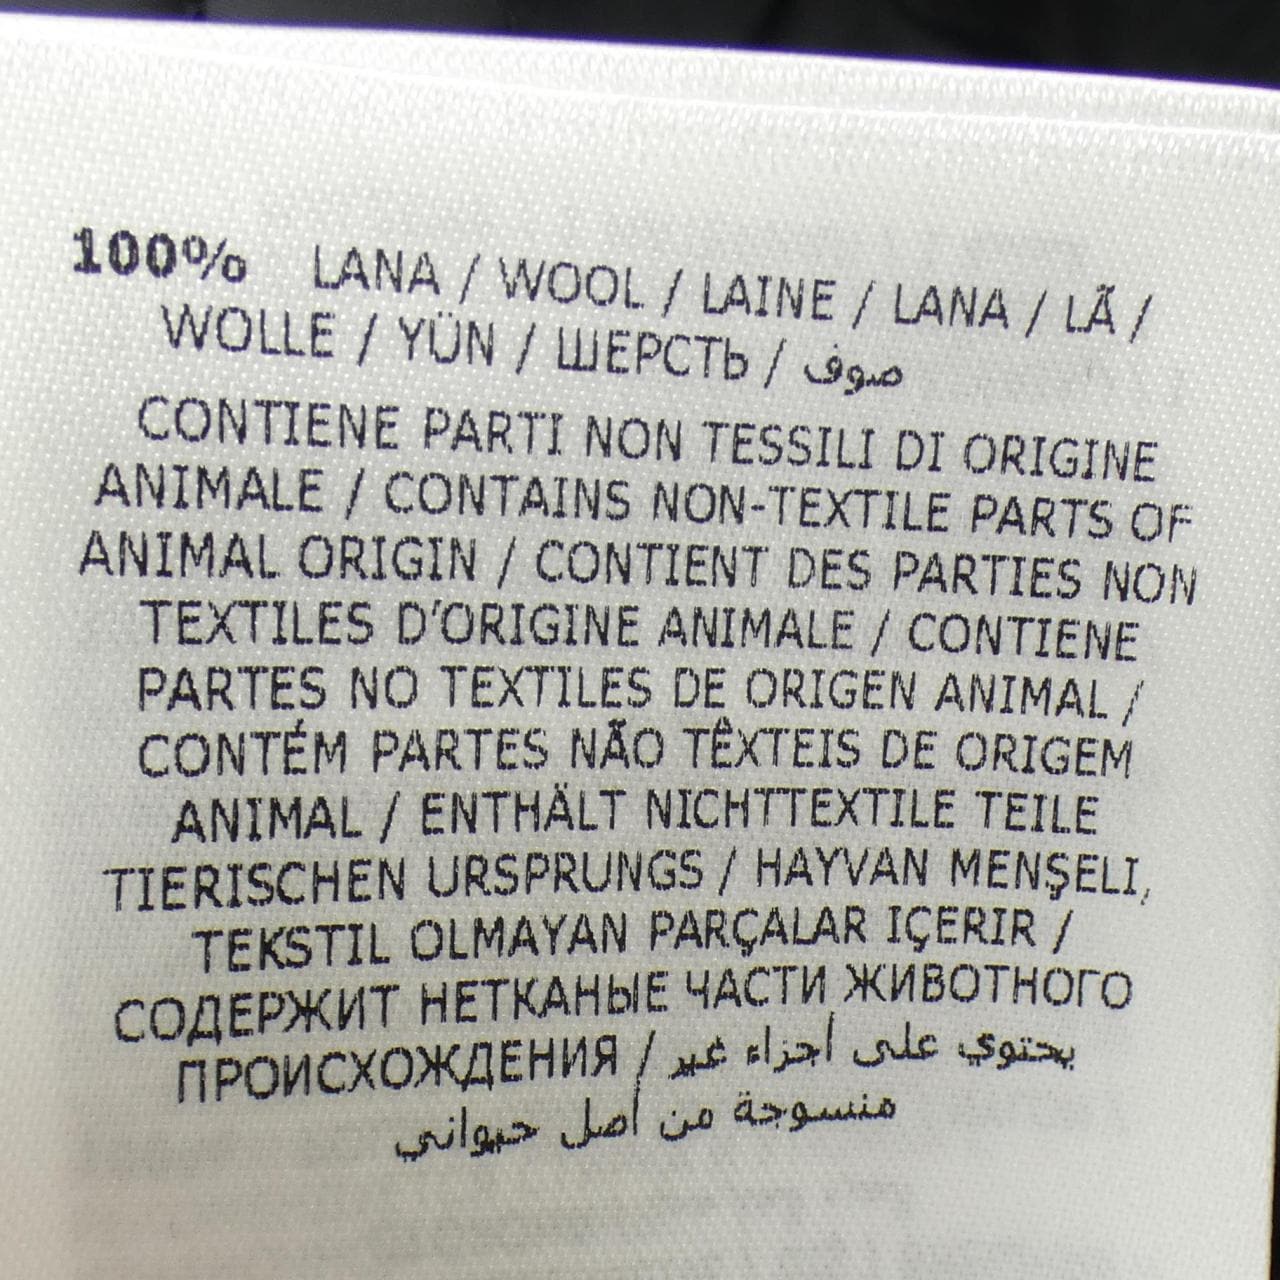 100% LANA / WOOL / LAINE / LANA / LÃ /
WOLLE / YÜN / ШЕРСТЬ / صوف
CONTIENE PARTI NON TESSILI DI ORIGINE
ANIMALE / CONTAINS NON-TEXTILE PARTS OF
ANIMAL ORIGIN / CONTIENT DES PARTIES NON
TEXTILES D'ORIGINE ANIMALE / CONTIENE
PARTES NO TEXTILES DE ORIGEN ANIMAL /
CONTÉM PARTES NÃO TÊXTEIS DE ORIGEM
ANIMAL / ENTHÄLT NICHTTEXTILE TEILE
TIERISCHEN URSPRUNGS / HAYVAN MENŞELI,
TEKSTIL OLMAYAN PARÇALAR IÇERIR /
СОДЕРЖИТ НЕТКАНЫЕ ЧАСТИ ЖИВОТНОГО
ПРОИСХОЖДЕНИЯ / يحتوي على أجزاء غير
منسوجة من أصل حيواني